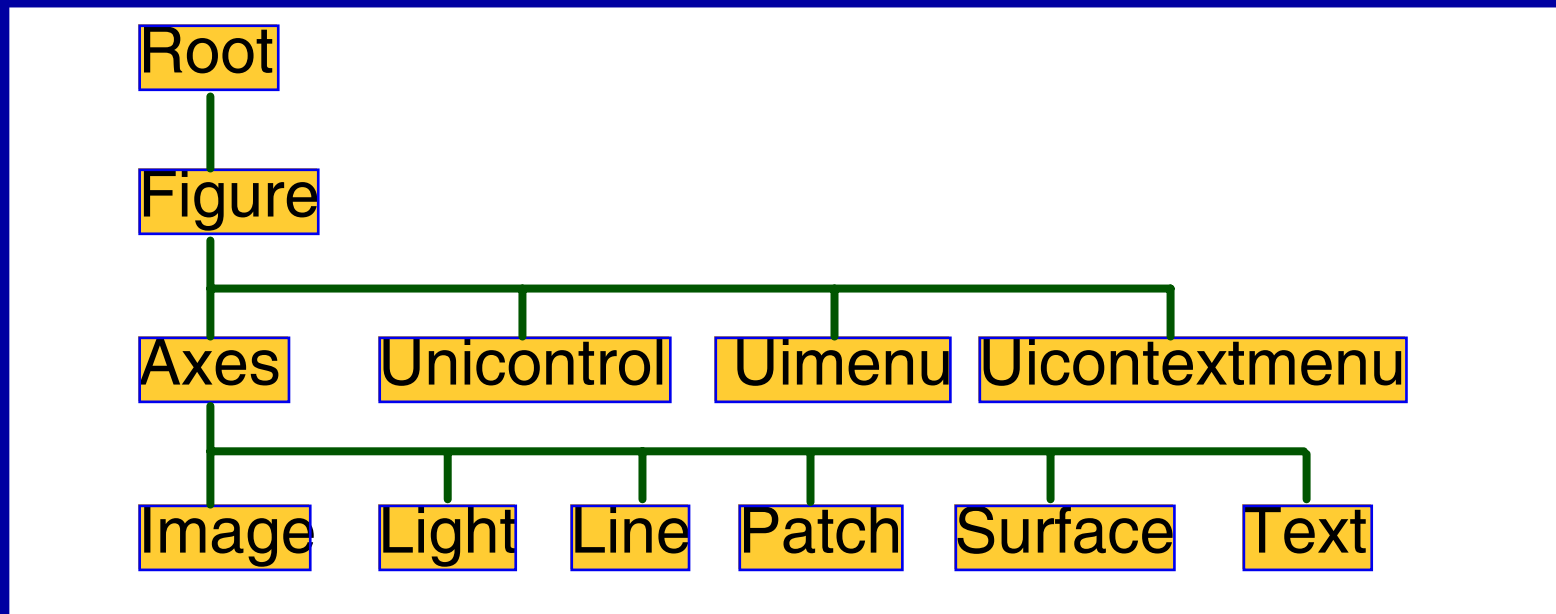 Root
Figure
Axes Unicontrol Uimenu Uicontextmenu
Image Light Line Patch Surface Text